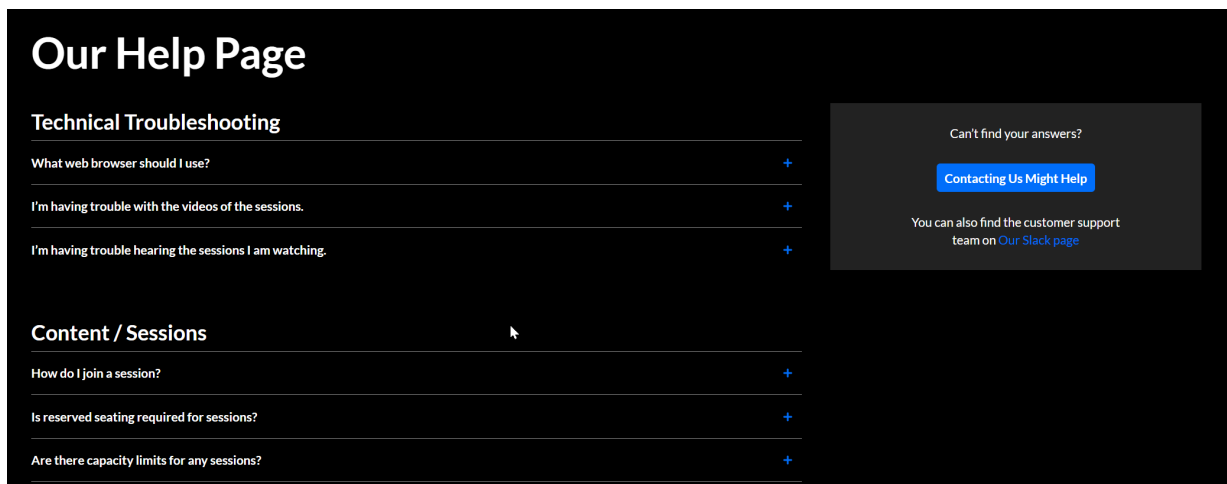 Our Help Page
Technical Troubleshooting
What web browser should I use?
+
I'm having trouble with the videos of the sessions.
+
I'm having trouble hearing the sessions I am watching.
+
Content / Sessions
How do I join a session?
+
Is reserved seating required for sessions?
+
Are there capacity limits for any sessions?
+
Can't find your answers?
Contacting Us Might Help
You can also find the customer support
team on Our Slack page